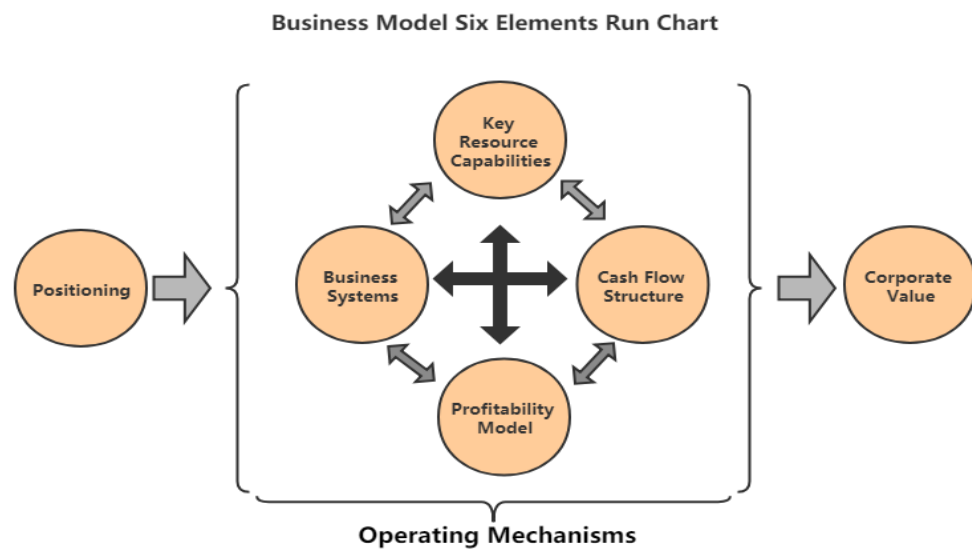 Business Model Six Elements Run Chart
Key
Resource
Capabilities
Positioning
Business
Systems
Cash Flow
Structure
Corporate
Value
Profitability
Model
Operating Mechanisms